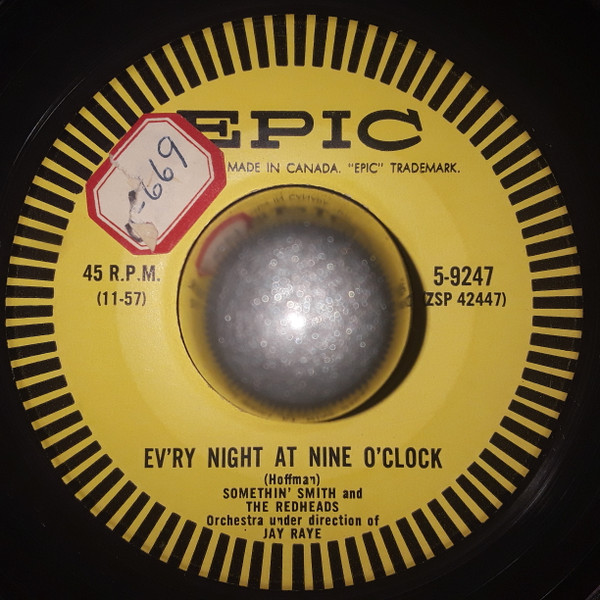 EPIC
MADE IN CANADA. "EPIC" TRADEMARK.
-669
45 R.P.M.
(11-57)
5-9247
(ZSP 42447)
EV'RY NIGHT AT NINE O'CLOCK
(Hoffman)
SOMETHIN' SMITH and
THE REDHEADS
Orchestra under direction of
JAY RAYE